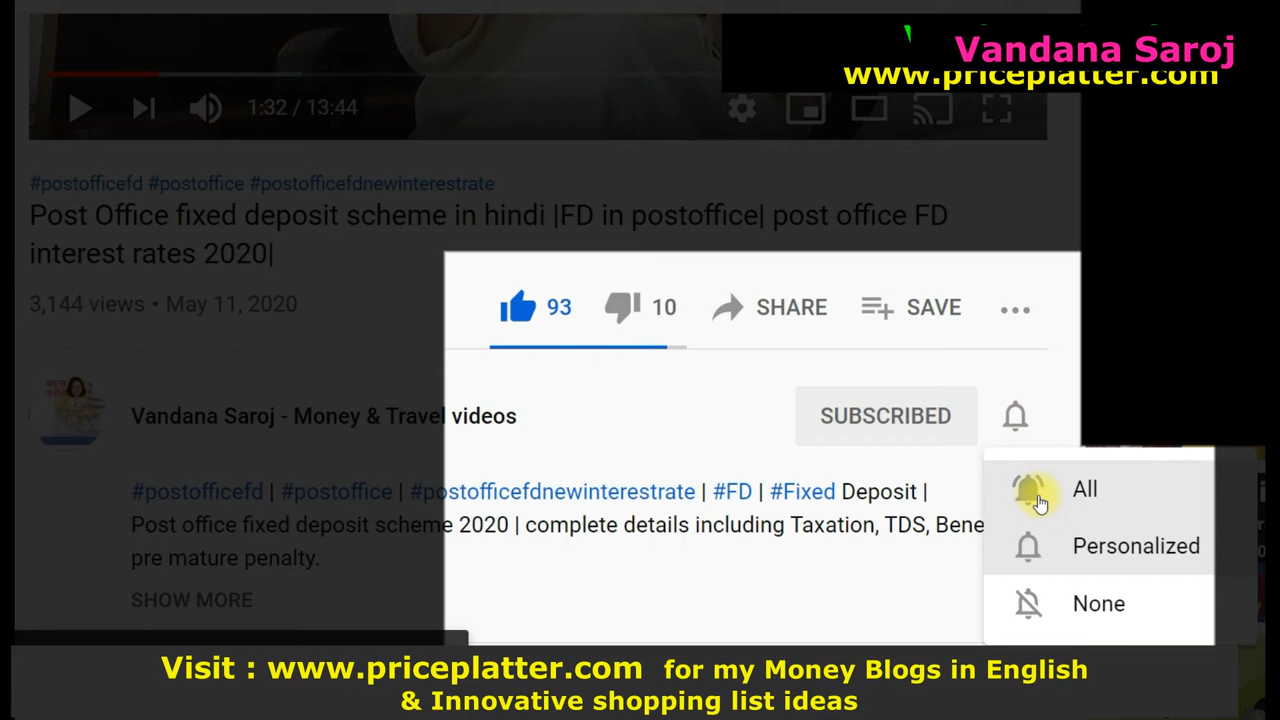 Vandana Saroj
www.priceplatter.com
1:32 / 13:44
#postofficefd #postoffice #postofficefdnewinterestrate
Post Office fixed deposit scheme in hindi |FD in postoffice| post office FD
interest rates 2020|
3,144 views • May 11, 2020
93 10 SHARE SAVE
Vandana Saroj - Money & Travel videos
SUBSCRIBED
#postofficefd | #postoffice | #postofficefdnewinterestrate | #FD | #Fixed Deposit |
Post office fixed deposit scheme 2020 | complete details including Taxation, TDS, Bene
pre mature penalty.
SHOW MORE
All
Personalized
None
Visit : www.priceplatter.com for my Money Blogs in English
& Innovative shopping list ideas